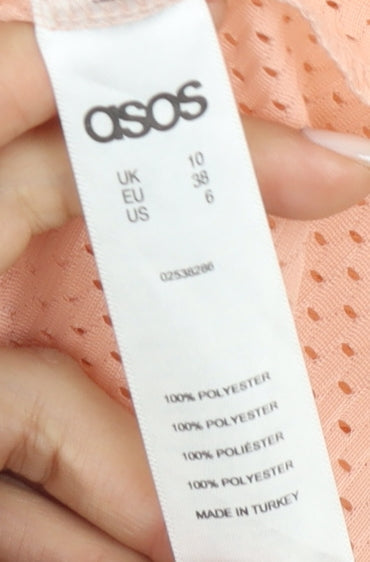 asos
UK 10
EU 38
US 6
02538286
100% POLYESTER
100% POLYESTER
100% POLIÉSTER
100% POLYESTER
MADE IN TURKEY